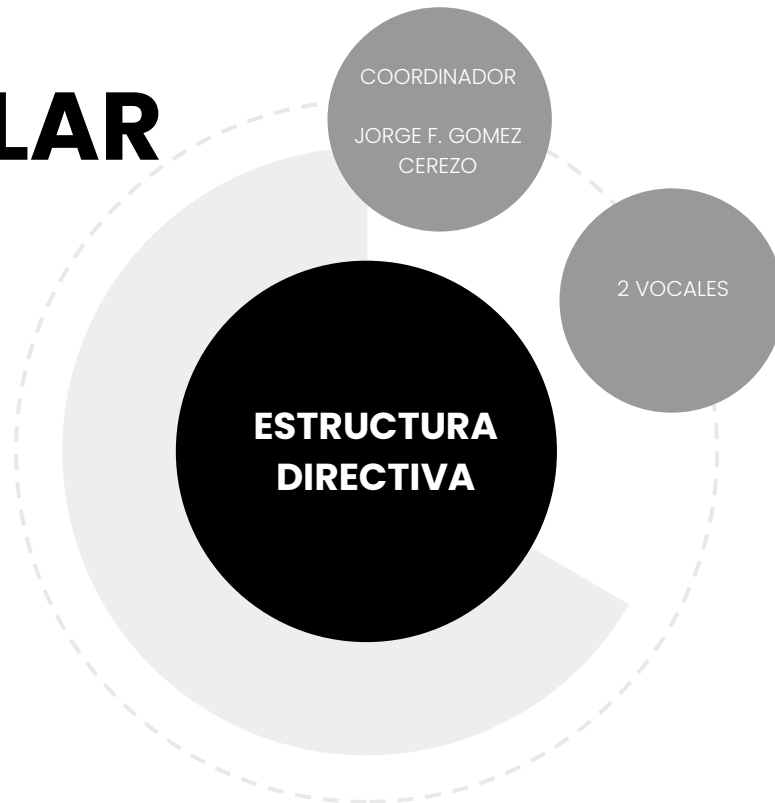 LAR
COORDINADOR
JORGE F. GOMEZ
CEREZO
2 VOCALES
ESTRUCTURA
DIRECTIVA